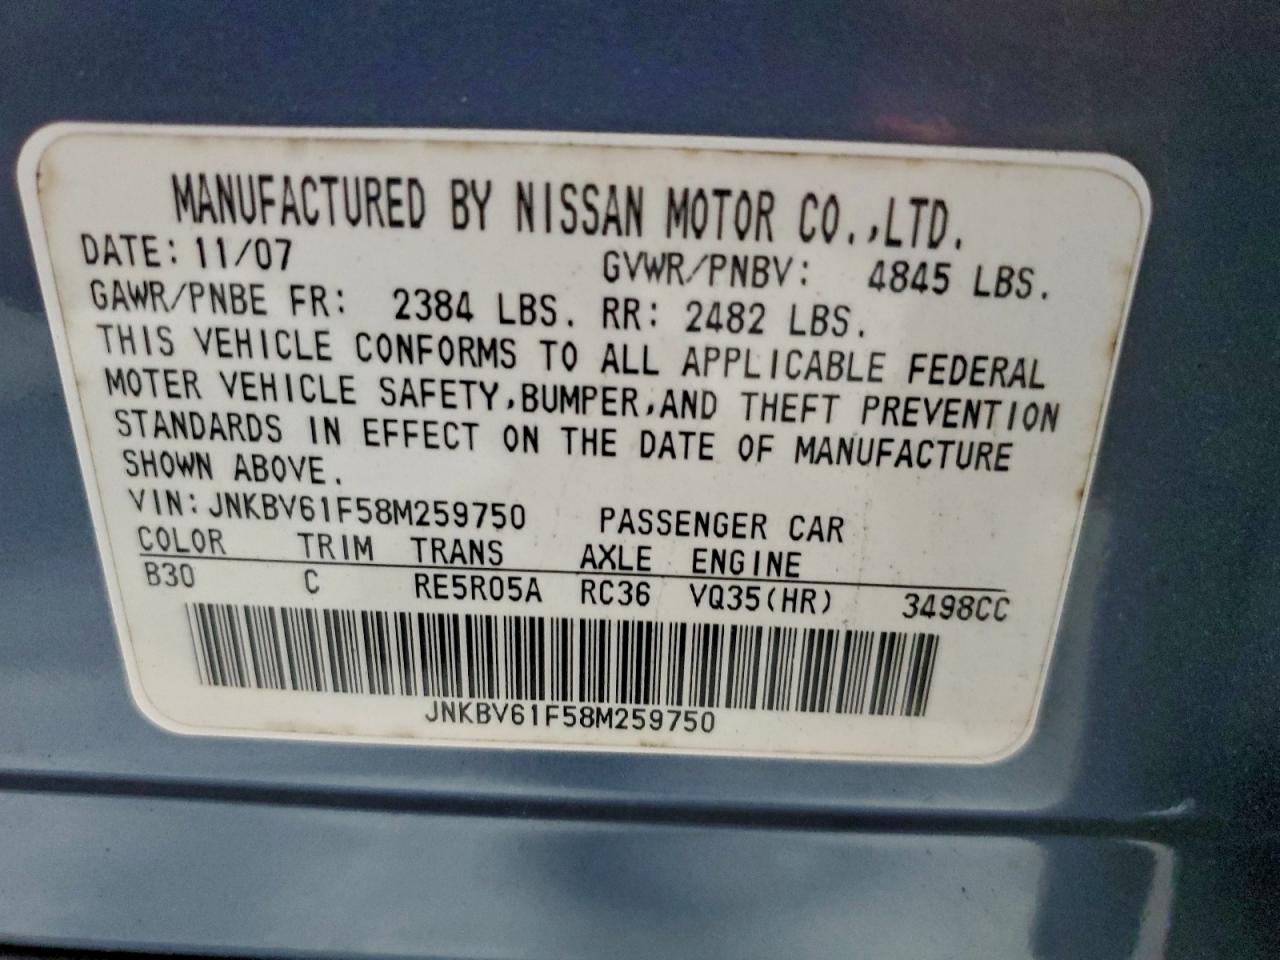 MANUFACTURED BY NISSAN MOTOR CO.,LTD.
DATE: 11/07 GVWR/PNBV: 4845 LBS.
GAWR/PNBE FR: 2384 LBS. RR: 2482 LBS.
THIS VEHICLE CONFORMS TO ALL APPLICABLE FEDERAL
MOTER VEHICLE SAFETY,BUMPER,AND THEFT PREVENTION
STANDARDS IN EFFECT ON THE DATE OF MANUFACTURE
SHOWN ABOVE.
VIN:JNKBV61F58M259750 PASSENGER CAR
COLOR TRIM TRANS AXLE ENGINE
B30 C RE5R05A RC36 VQ35(HR) 3498CC
JNKBV61F58M259750